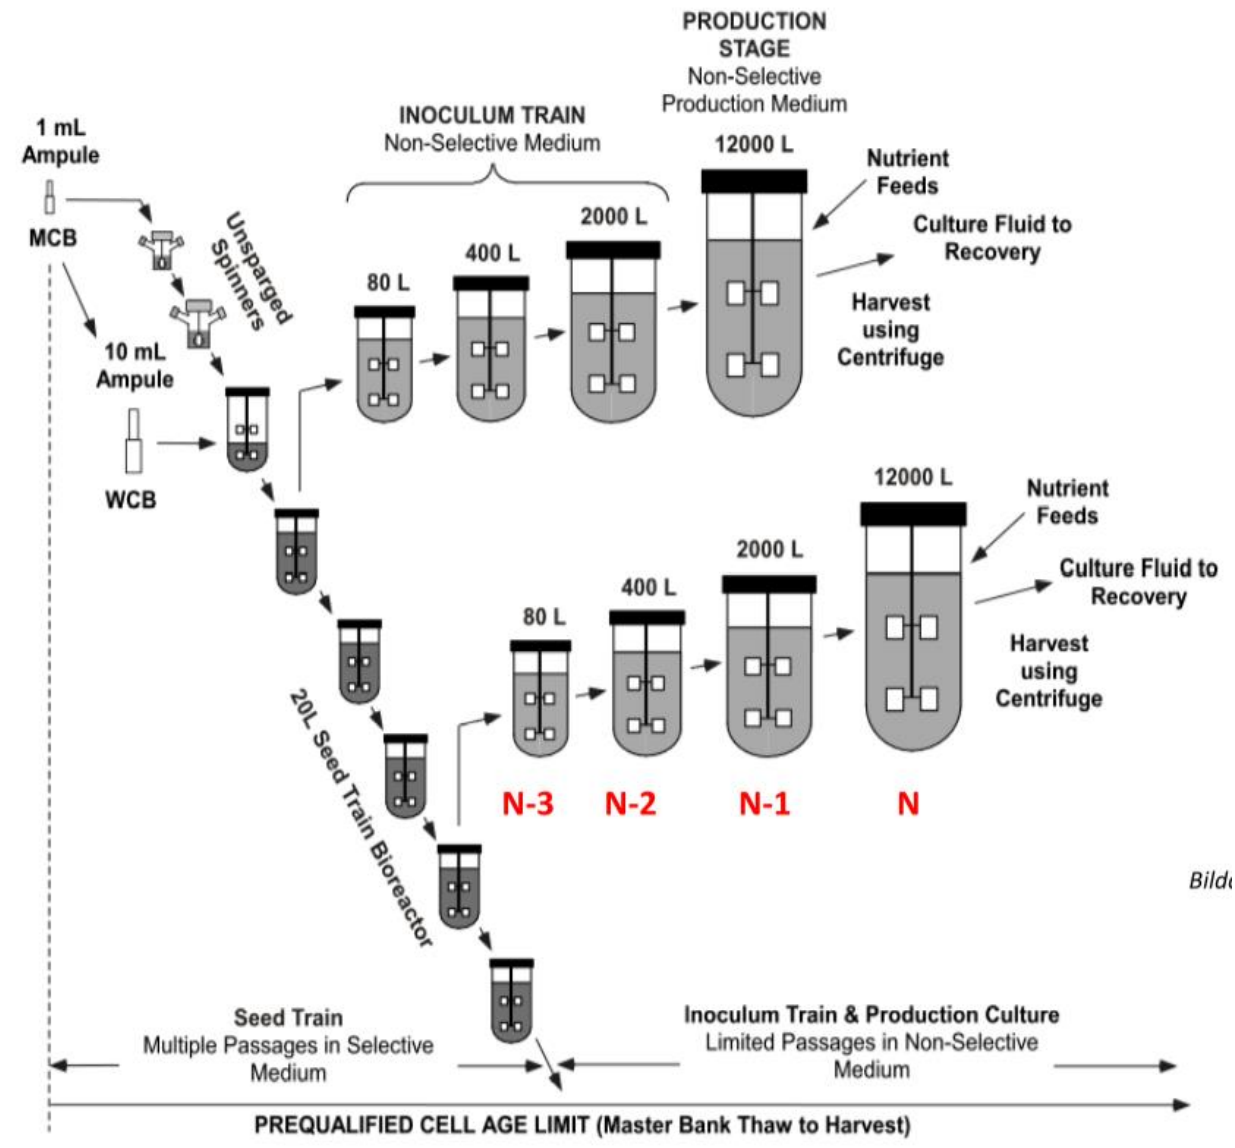 PRODUCTION
STAGE
Non-Selective
Production Medium
INOCULUM TRAIN
Non-Selective Medium
1 mL
Ampule
MCB
Unsparged
Spinners
10 mL
Ampule
WCB
80 L
400 L
2000 L
12000 L
Nutrient
Feeds
Culture Fluid to
Recovery
Harvest
using
Centrifuge
80 L
400 L
2000 L
12000 L
Nutrient
Feeds
Culture Fluid to
Recovery
Harvest
using
Centrifuge
N-3
N-2
N-1
N
20L Seed Train Bioreactor
Seed Train
Multiple Passages in Selective
Medium
Inoculum Train & Production Culture
Limited Passages in Non-Selective
Medium
PREQUALIFIED CELL AGE LIMIT (Master Bank Thaw to Harvest)